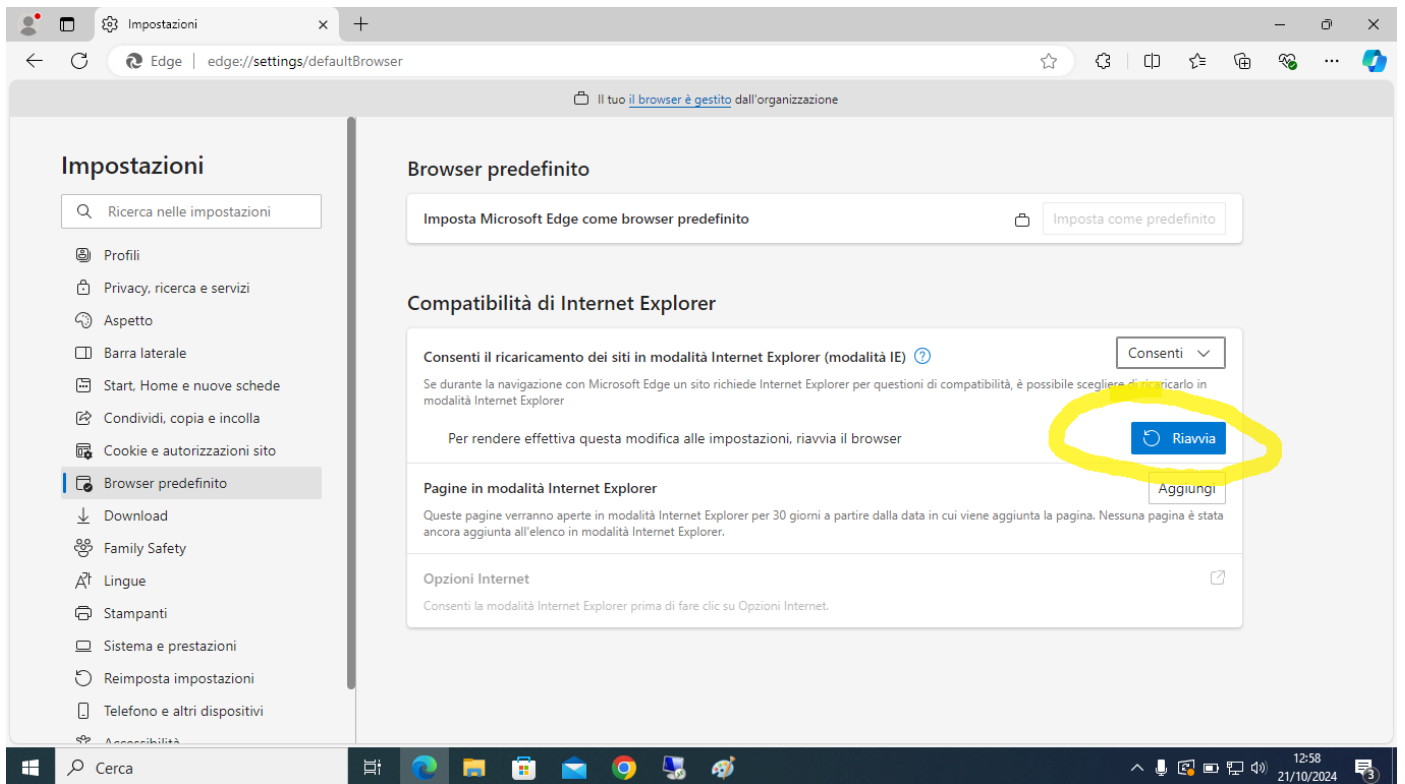 Impostazioni
Edge | edge://settings/defaultBrowser
Il tuo il browser è gestito dall'organizzazione
Impostazioni
Ricerca nelle impostazioni
Profili
Privacy, ricerca e servizi
Aspetto
Barra laterale
Start, Home e nuove schede
Condividi, copia e incolla
Cookie e autorizzazioni sito
Browser predefinito
Download
Family Safety
Lingue
Stampanti
Sistema e prestazioni
Reimposta impostazioni
Telefono e altri dispositivi
Accessibilità
Browser predefinito
Imposta Microsoft Edge come browser predefinito
Imposta come predefinito
Compatibilità di Internet Explorer
Consenti il ricaricamento dei siti in modalità Internet Explorer (modalità IE)
Consenti
Se durante la navigazione con Microsoft Edge un sito richiede Internet Explorer per questioni di compatibilità, è possibile scegliere di ricaricarlo in
modalità Internet Explorer
Per rendere effettiva questa modifica alle impostazioni, riavvia il browser
Riavvia
Pagine in modalità Internet Explorer
Aggiungi
Queste pagine verranno aperte in modalità Internet Explorer per 30 giorni a partire dalla data in cui viene aggiunta la pagina. Nessuna pagina è stata
ancora aggiunta all'elenco in modalità Internet Explorer.
Opzioni Internet
Consenti la modalità Internet Explorer prima di fare clic su Opzioni Internet.
Cerca
12:58
21/10/2024
3